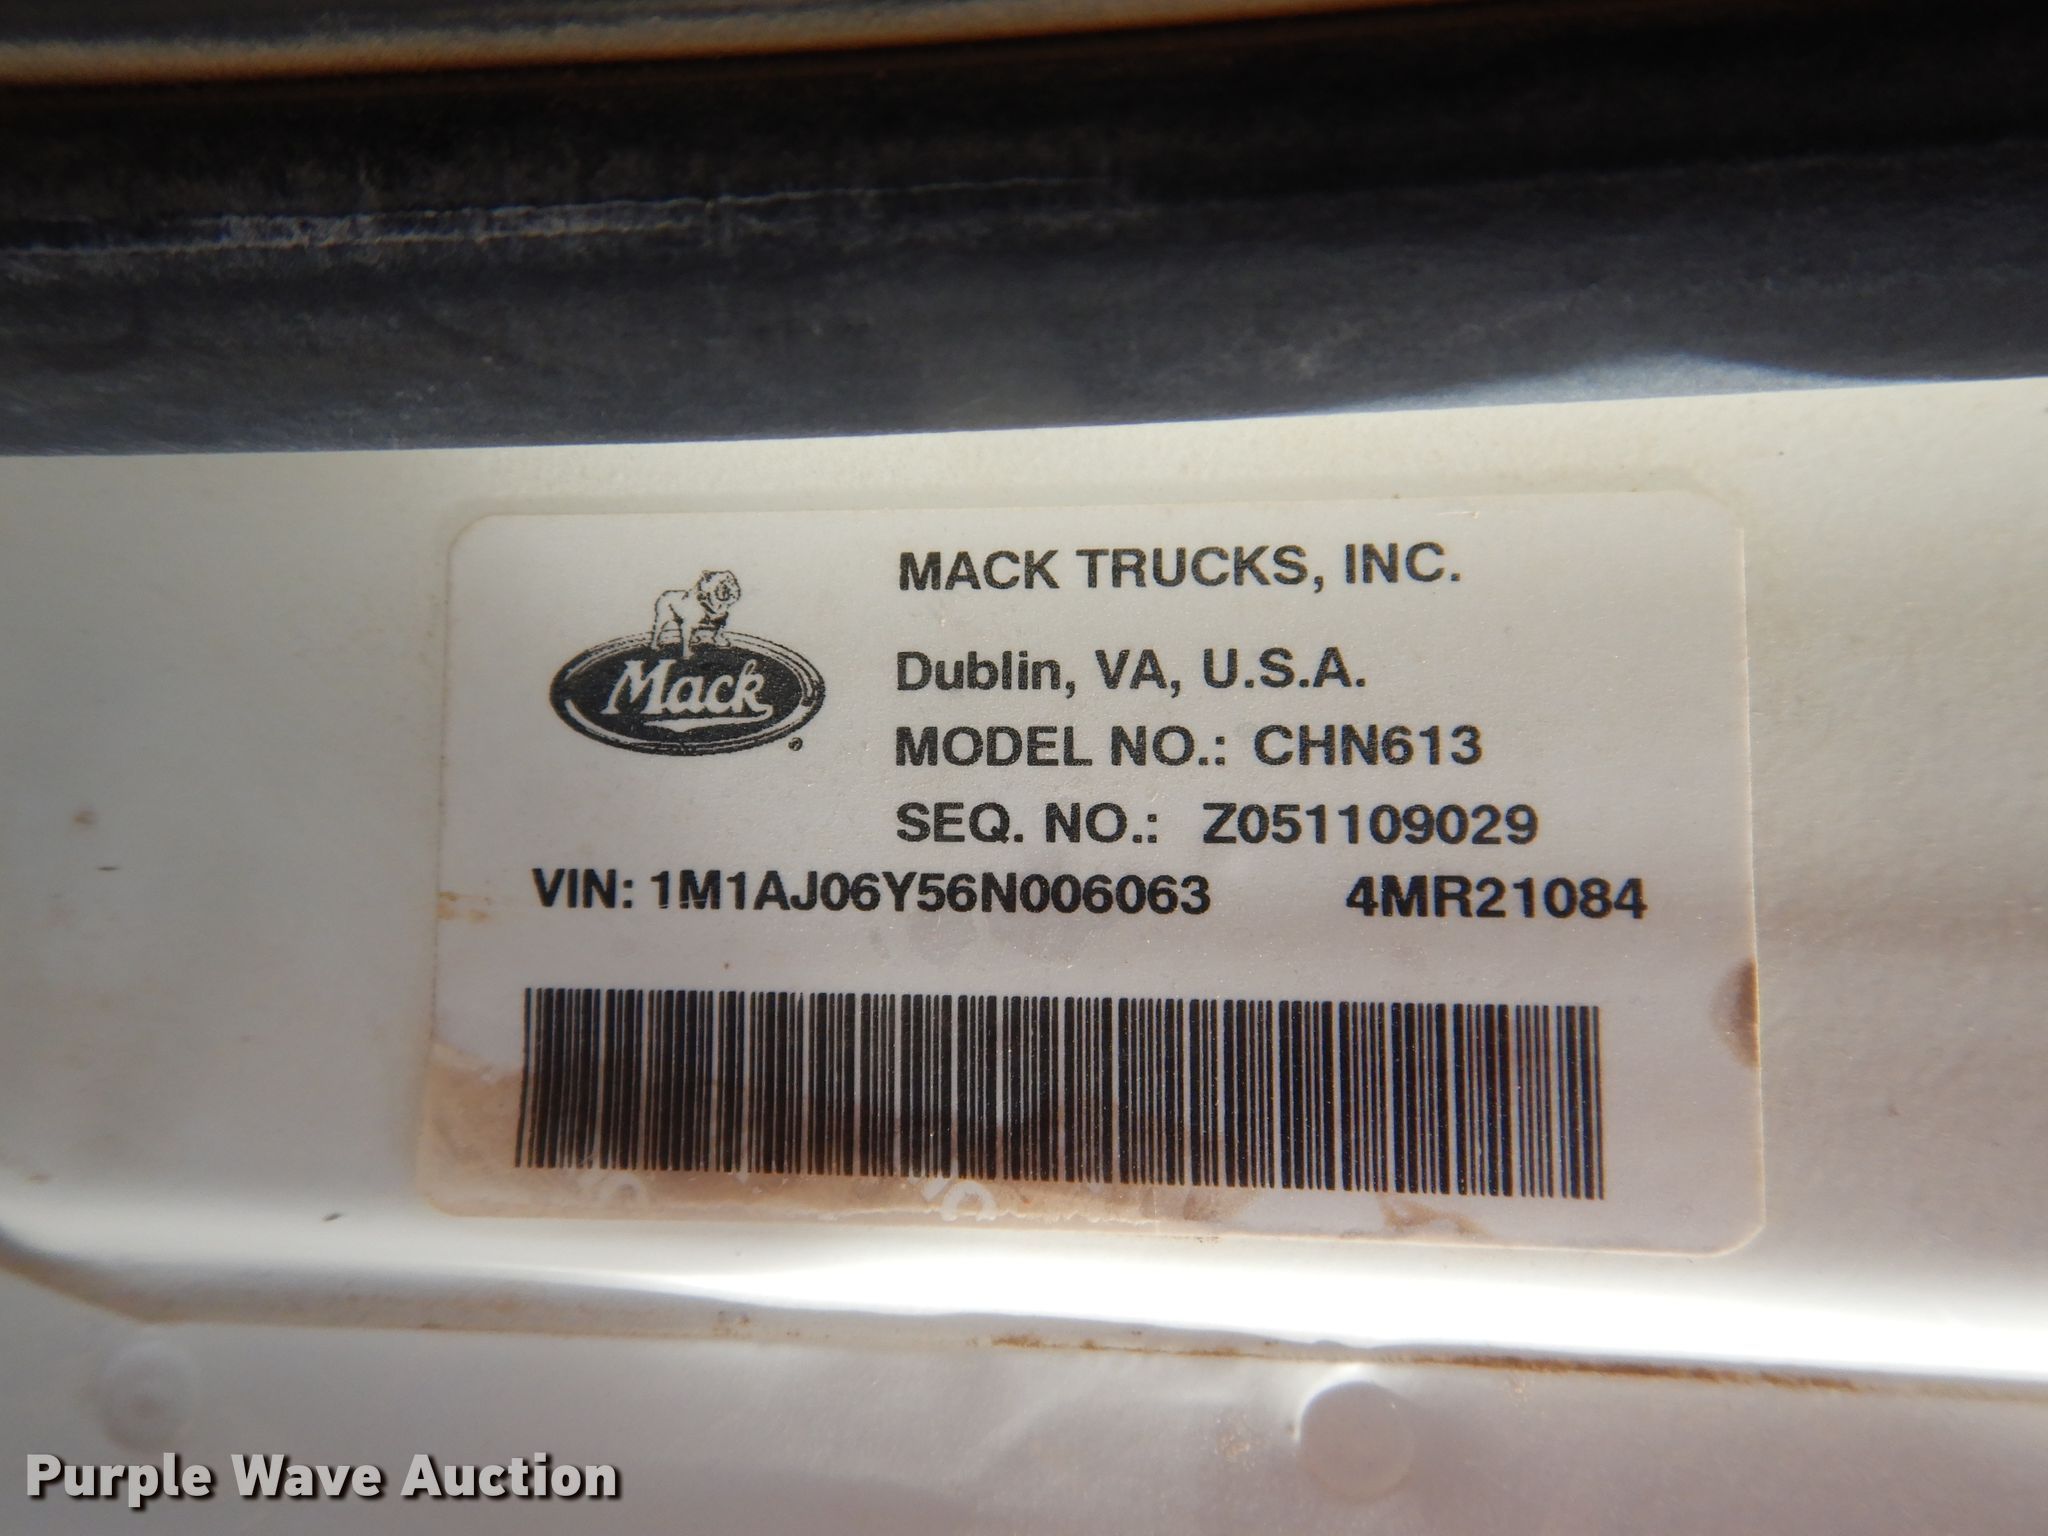 MACK TRUCKS, INC.
Mack
Dublin, VA, U.S.A.
MODEL NO.: CHN613
SEQ. NO.: Z051109029
VIN: 1M1AJ06Y56N006063 4MR21084
Purple Wave Auction